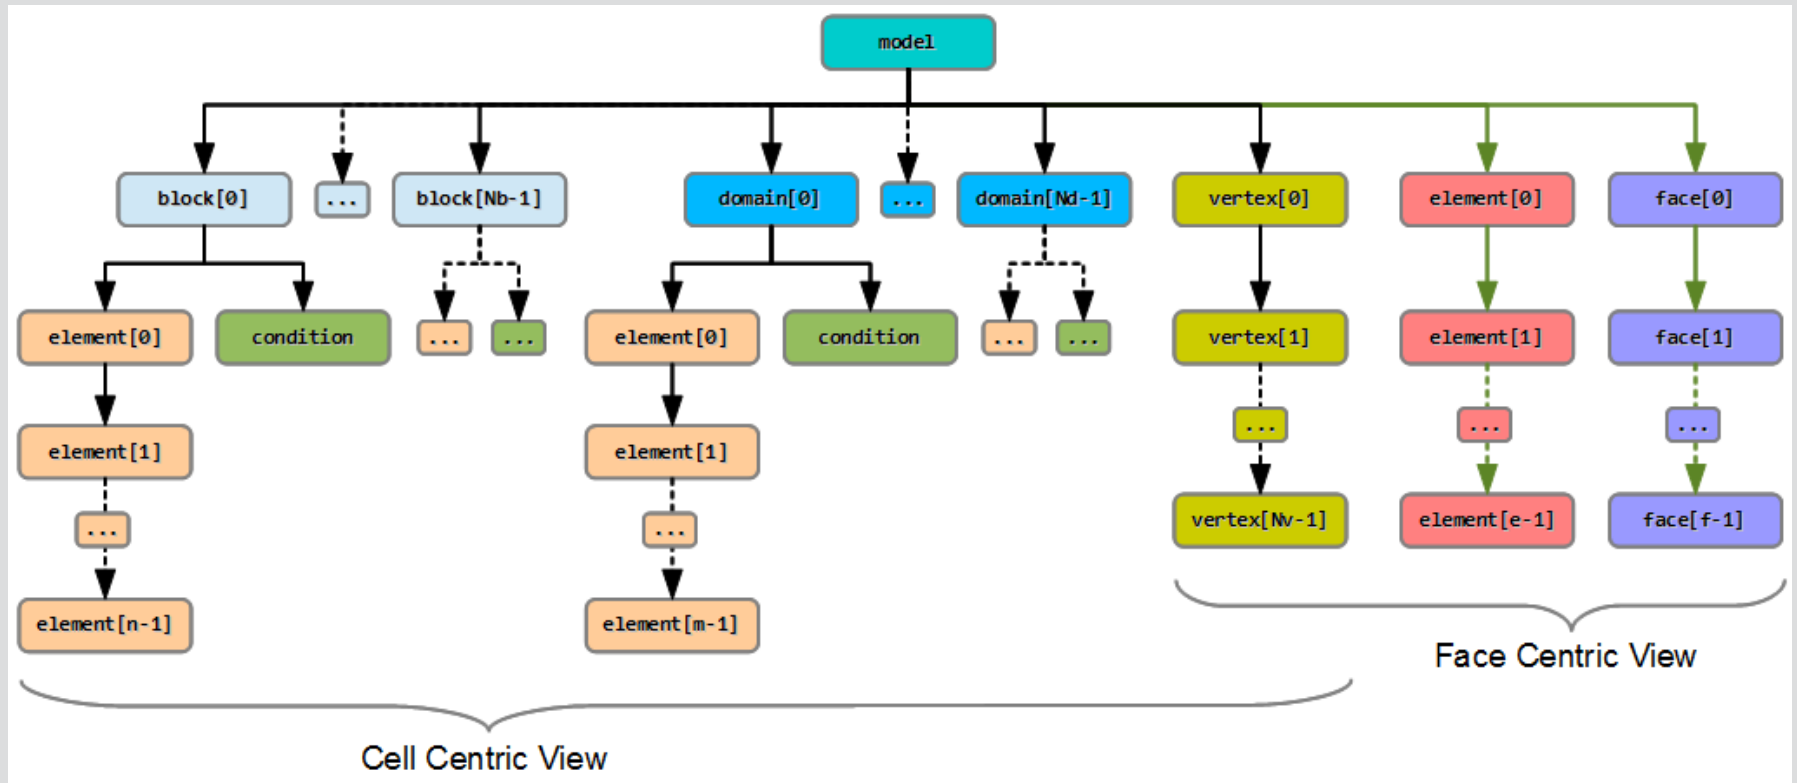 model
block[0]
...
block[Nb-1]
domain[0]
...
domain[Nd-1]
vertex[0]
element[0]
face[0]
element[0]
condition
...
...
element[0]
condition
...
...
vertex[1]
element[1]
face[1]
element[1]
element[1]
...
...
...
...
...
vertex[Nv-1]
element[e-1]
face[f-1]
element[n-1]
element[m-1]
Face Centric View
Cell Centric View